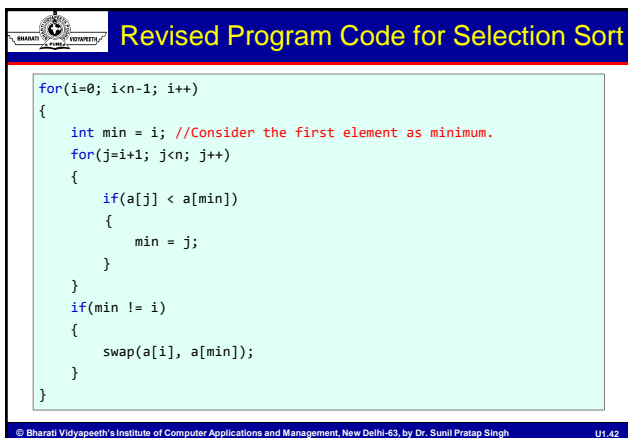 BHARATI VIDYAPEETH
PUNE
Revised Program Code for Selection Sort
for(i=0; i<n-1; i++)
{
    int min = i; //Consider the first element as minimum.
    for(j=i+1; j<n; j++)
    {
        if(a[j] < a[min])
        {
            min = j;
        }
    }
    if(min != i)
    {
        swap(a[i], a[min]);
    }
}
© Bharati Vidyapeeth's Institute of Computer Applications and Management, New Delhi-63, by Dr. Sunil Pratap Singh U1.42